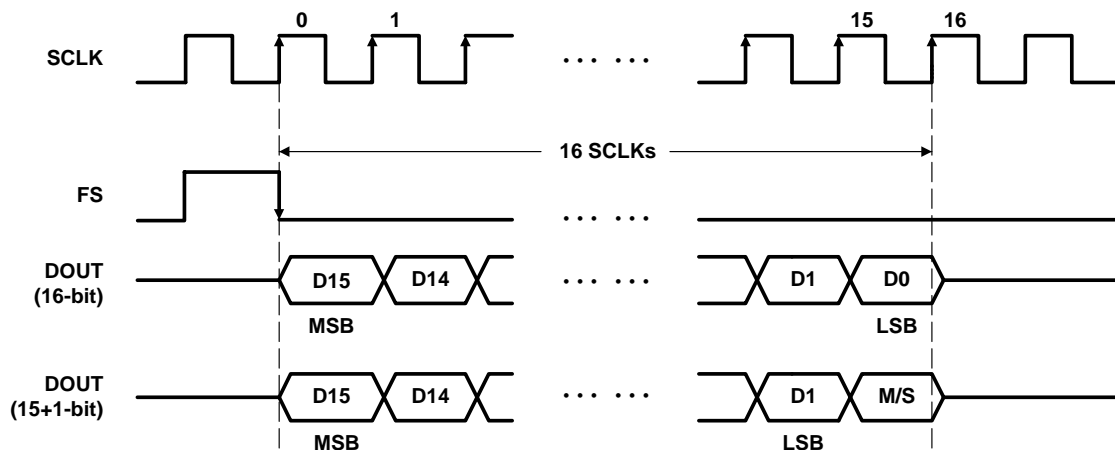 0 1 15 16
SCLK ... ... ... ...
16 SCLKs
FS ... ...
DOUT
(16-bit) D15 D14 ... ... D1 D0
MSB LSB
DOUT
(15+1-bit) D15 D14 ... ... D1 M/S
MSB LSB